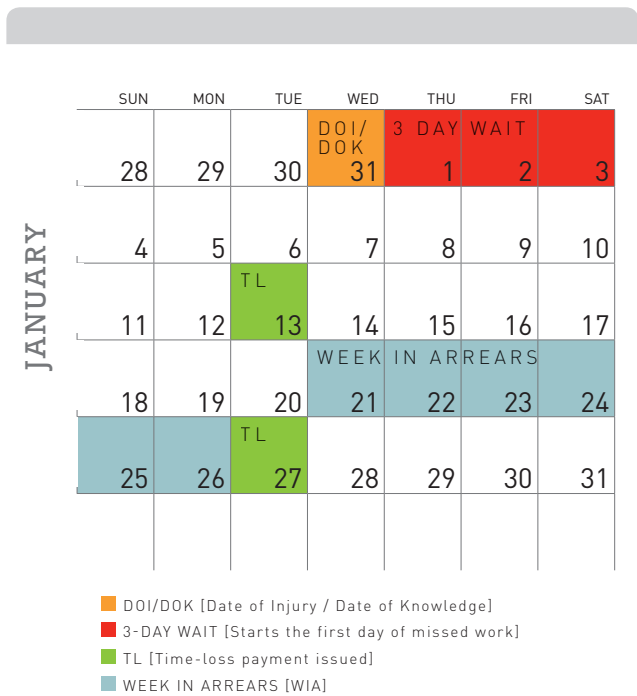 SUN MON TUE WED THU FRI SAT
DOI/ 3 DAY WAIT
DOK
28 29 30 31 1 2 3
4 5 6 7 8 9 10
TL
11 12 13 14 15 16 17
WEEK IN ARREARS
18 19 20 21 22 23 24
TL
25 26 27 28 29 30 31
JANUARY
DOI/DOK [Date of Injury / Date of Knowledge]
3-DAY WAIT [Starts the first day of missed work]
TL [Time-loss payment issued]
WEEK IN ARREARS [WIA]